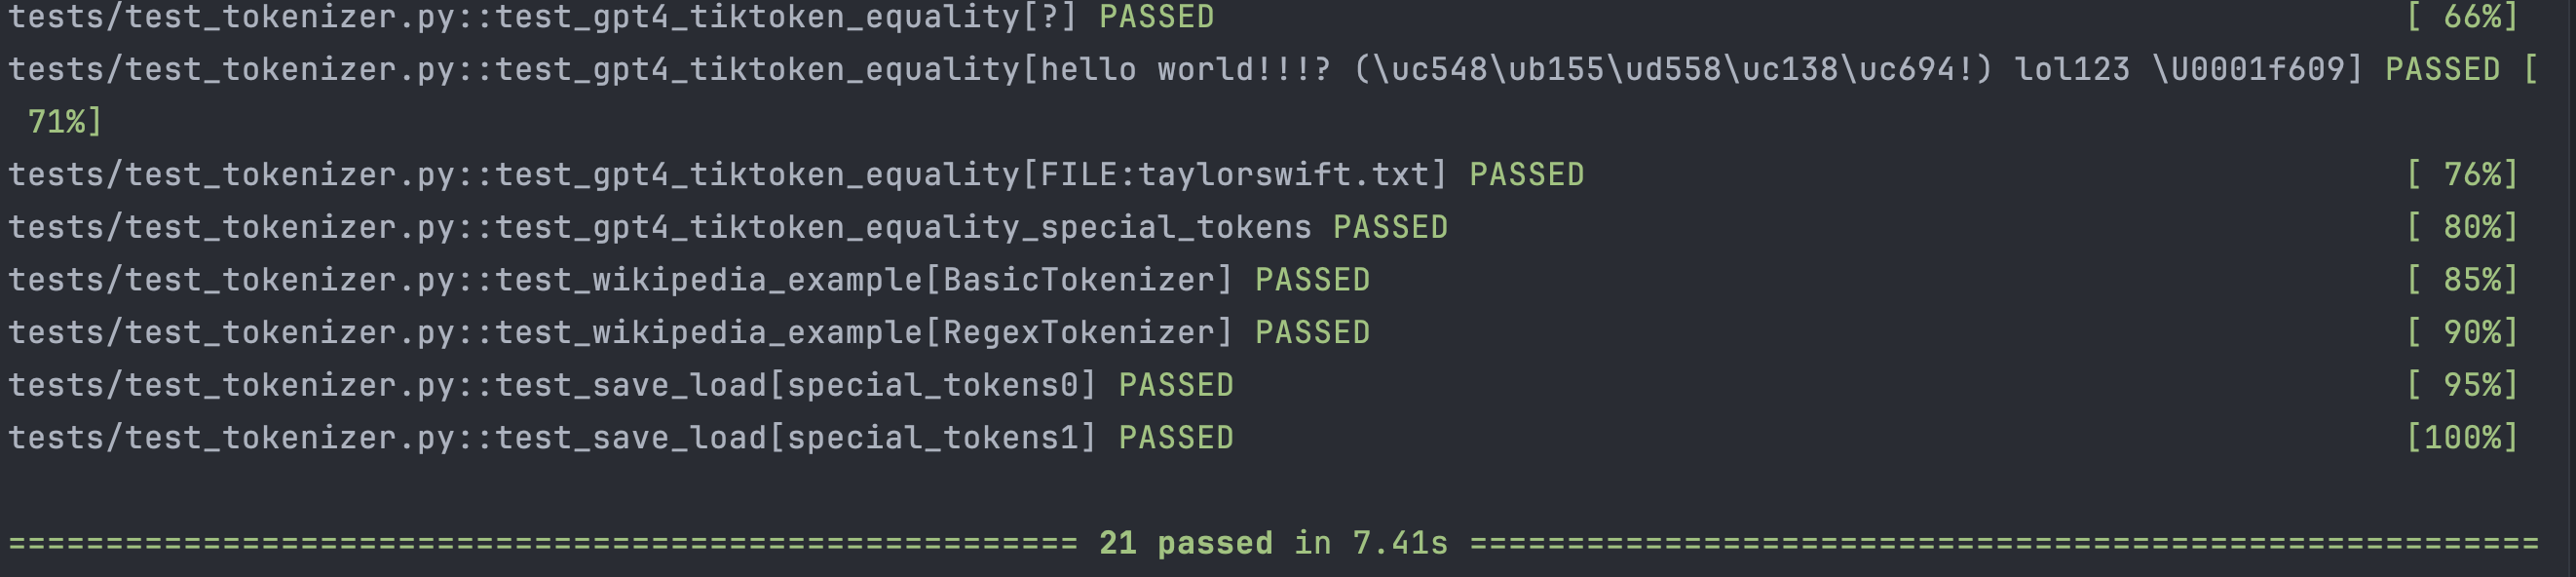 tests/test_tokenizer.py::test_gpt4_tiktoken_equality[?] PASSED [ 66%]
tests/test_tokenizer.py::test_gpt4_tiktoken_equality[hello world!!!? (\uc548\ub155\ud558\uc138\uc694!) lol123 \U0001f609] PASSED [
 71%]
tests/test_tokenizer.py::test_gpt4_tiktoken_equality[FILE:taylorswift.txt] PASSED [ 76%]
tests/test_tokenizer.py::test_gpt4_tiktoken_equality_special_tokens PASSED [ 80%]
tests/test_tokenizer.py::test_wikipedia_example[BasicTokenizer] PASSED [ 85%]
tests/test_tokenizer.py::test_wikipedia_example[RegexTokenizer] PASSED [ 90%]
tests/test_tokenizer.py::test_save_load[special_tokens0] PASSED [ 95%]
tests/test_tokenizer.py::test_save_load[special_tokens1] PASSED [100%]
======================================================= 21 passed in 7.41s =======================================================